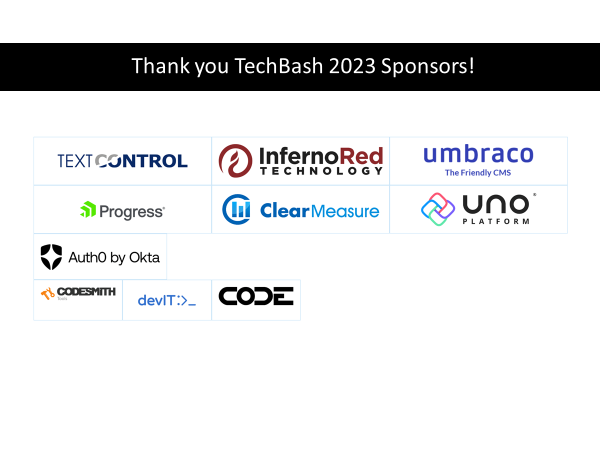 Thank you TechBash 2023 Sponsors!
TEXTCONTROL
InfernoRed
TECHNOLOGY
umbraco
The Friendly CMS
Progress®
ClearMeasure
uno®
PLATFORM
Auth0 by Okta
CODESMITH
Tools
devIT:>_
CODE